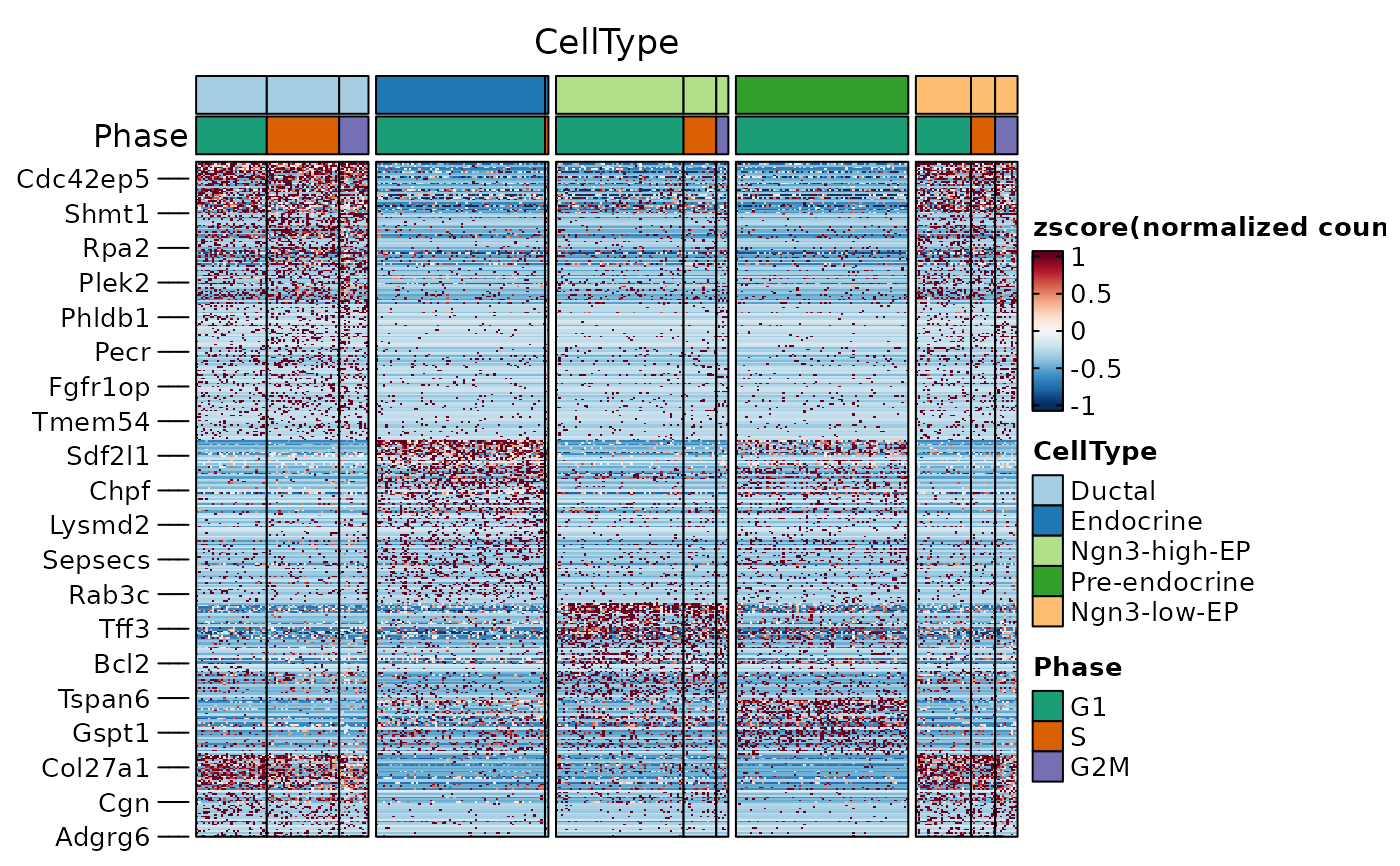 CellType
Phase
Cdc42ep5
Shmt1
Rpa2
Plek2
Phldb1
Pecr
Fgfr1op
Tmem54
Sdf2l1
Chpf
Lysmd2
Sepsecs
Rab3c
Tff3
Bcl2
Tspan6
Gspt1
Col27a1
Cgn
Adgrg6
zscore(normalized coun
1
0.5
0
-0.5
-1
CellType
Ductal
Endocrine
Ngn3-high-EP
Pre-endocrine
Ngn3-low-EP
Phase
G1
S
G2M